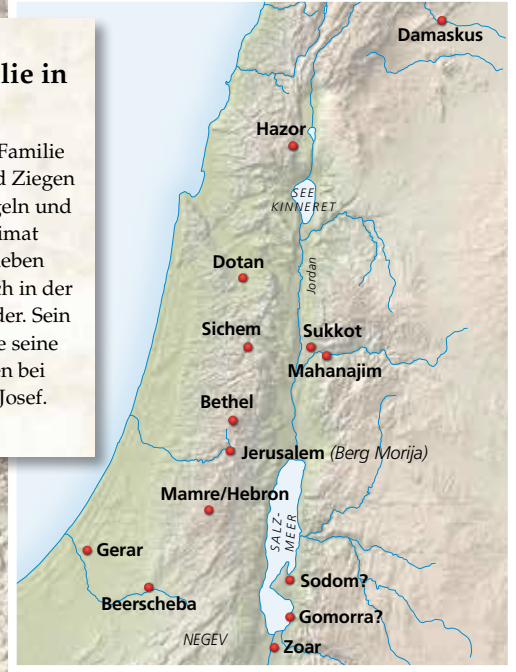 lie in
Familie
d Ziegen
geln und
imat
eben
ch in der
der. Sein
e seine
en bei
Josef.
Damaskus
Hazor
SEE
KINNERET
Dotan
Jordan
Sichem
Sukkot
Mahanajim
Bethel
Jerusalem (Berg Morija)
Mamre/Hebron
SALZ-
MEER
Gerar
Sodom?
Beerscheba
Gomorra?
NEGEV
Zoar